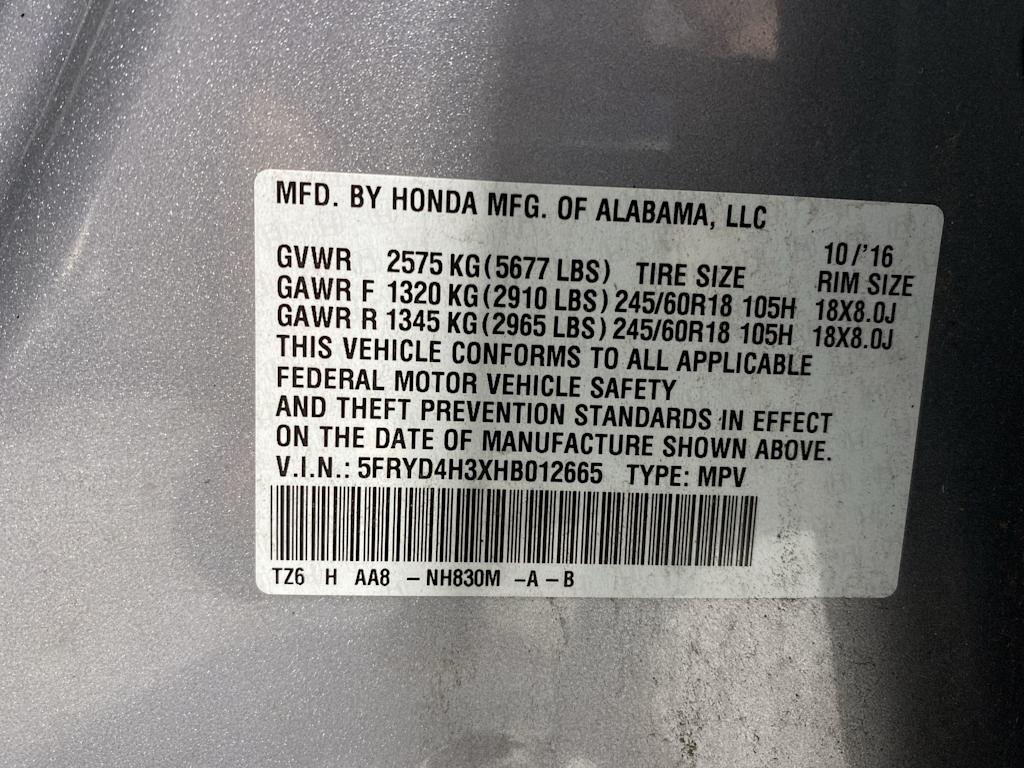 MFD. BY HONDA MFG. OF ALABAMA, LLC
10/'16
GVWR 2575 KG (5677 LBS) TIRE SIZE RIM SIZE
GAWR F 1320 KG (2910 LBS) 245/60R18 105H 18X8.0J
GAWR R 1345 KG (2965 LBS) 245/60R18 105H 18X8.0J
THIS VEHICLE CONFORMS TO ALL APPLICABLE
FEDERAL MOTOR VEHICLE SAFETY
AND THEFT PREVENTION STANDARDS IN EFFECT
ON THE DATE OF MANUFACTURE SHOWN ABOVE.
V.I.N.: 5FRYD4H3XHB012665 TYPE: MPV
TZ6 H AA8 -NH830M -A-B